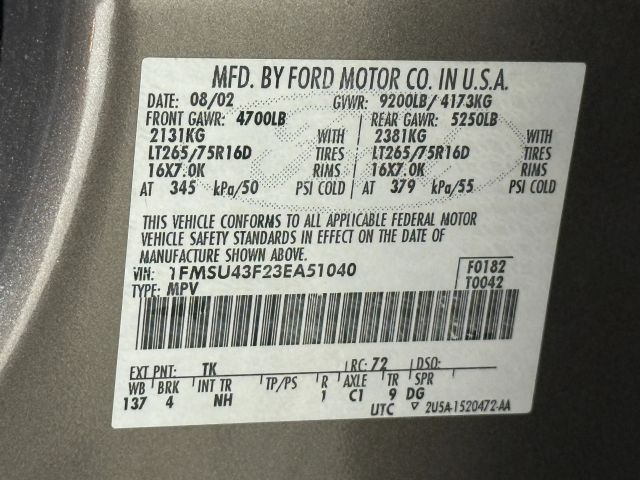 MFD. BY FORD MOTOR CO. IN U.S.A.
DATE: 08/02 GVWR: 9200LB/ 4173KG
FRONT GAWR: 4700LB REAR GAWR: 5250LB
2131KG WITH 2381KG WITH
LT265/75R16D TIRES LT265/75R16D TIRES
16X7.0K RIMS 16X7.0K RIMS
AT 345 kPa/50 PSI COLD AT 379 kPa/55 PSI COLD
THIS VEHICLE CONFORMS TO ALL APPLICABLE FEDERAL MOTOR
VEHICLE SAFETY STANDARDS IN EFFECT ON THE DATE OF
MANUFACTURE SHOWN ABOVE.
VIN: 1FMSU43F23EA51040 F0182
TYPE: MPV T0042
EXT PNT: TK RC: 72 DSO:
WB BRK INT TR TP/PS R AXLE TR SPR
137 4 NH 1 C1 9 DG
UTC ▽ 2U5A-1520472-AA